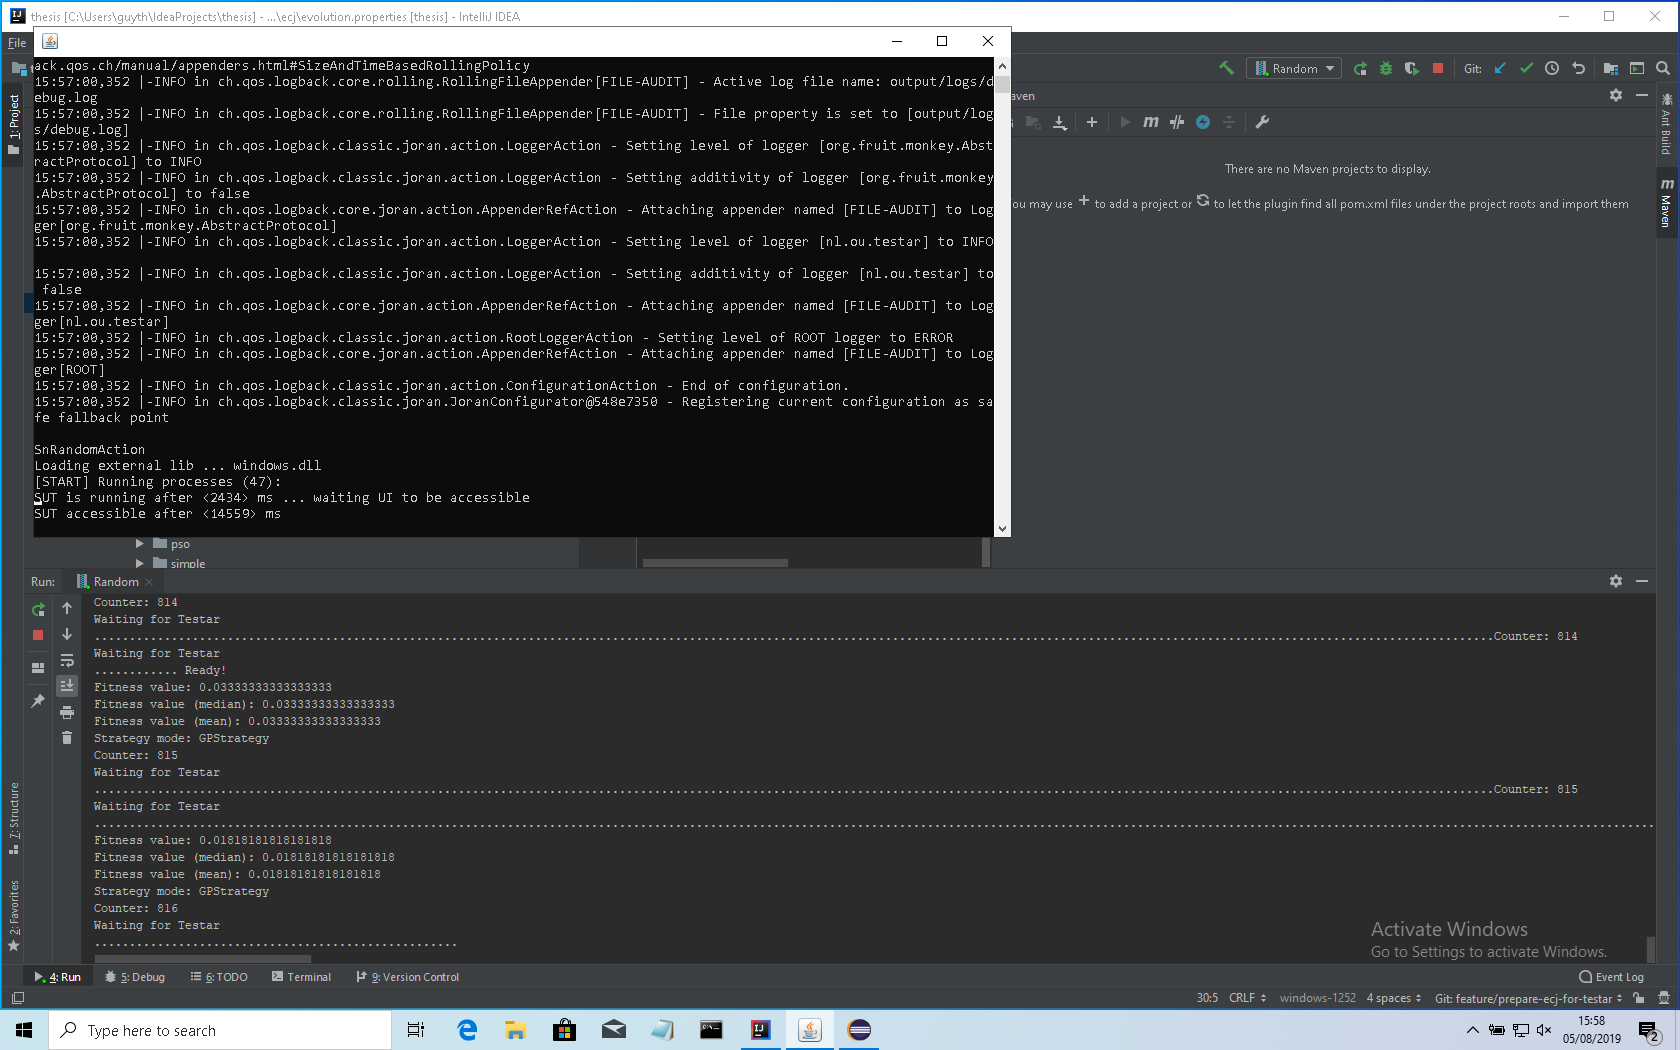 thesis [C:\Users\guyth\IdeaProjects\thesis] - ...\ecj\evolution.properties [thesis] - IntelliJ IDEA
File
ack.qos.ch/manual/appenders.html#SizeAndTimeBasedRollingPolicy
15:57:00,352 |-INFO in ch.qos.logback.core.rolling.RollingFileAppender[FILE-AUDIT] - Active log file name: output/logs/d
ebug.log
15:57:00,352 |-INFO in ch.qos.logback.core.rolling.RollingFileAppender[FILE-AUDIT] - File property is set to [output/log
s/debug.log]
15:57:00,352 |-INFO in ch.qos.logback.classic.joran.action.LoggerAction - Setting level of logger [org.fruit.monkey.Abst
ractProtocol] to INFO
15:57:00,352 |-INFO in ch.qos.logback.classic.joran.action.LoggerAction - Setting additivity of logger [org.fruit.monkey
.AbstractProtocol] to false
15:57:00,352 |-INFO in ch.qos.logback.core.joran.action.AppenderRefAction - Attaching appender named [FILE-AUDIT] to Log
ger[org.fruit.monkey.AbstractProtocol]
15:57:00,352 |-INFO in ch.qos.logback.classic.joran.action.LoggerAction - Setting level of logger [nl.ou.testar] to INFO
15:57:00,352 |-INFO in ch.qos.logback.classic.joran.action.LoggerAction - Setting additivity of logger [nl.ou.testar] to
false
15:57:00,352 |-INFO in ch.qos.logback.core.joran.action.AppenderRefAction - Attaching appender named [FILE-AUDIT] to Log
ger[nl.ou.testar]
15:57:00,352 |-INFO in ch.qos.logback.classic.joran.action.RootLoggerAction - Setting level of ROOT logger to ERROR
15:57:00,352 |-INFO in ch.qos.logback.core.joran.action.AppenderRefAction - Attaching appender named [FILE-AUDIT] to Log
ger[ROOT]
15:57:00,352 |-INFO in ch.qos.logback.classic.joran.action.ConfigurationAction - End of configuration.
15:57:00,352 |-INFO in ch.qos.logback.classic.joran.JoranConfigurator@548e7350 - Registering current configuration as sa
fe fallback point
SnRandomAction
Loading external lib ... windows.dll
[START] Running processes (47):
SUT is running after <2434> ms ... waiting UI to be accessible
SUT accessible after <14559> ms
Random
Git:
aven
There are no Maven projects to display.
ou may use + to add a project or to let the plugin find all pom.xml files under the project roots and import them
1: Project
Ant Build
Maven
pso
simple
Run: Random
Counter: 814
Waiting for Testar
........................................Counter: 814
Waiting for Testar
............ Ready!
Fitness value: 0.03333333333333333
Fitness value (median): 0.03333333333333333
Fitness value (mean): 0.03333333333333333
Strategy mode: GPStrategy
Counter: 815
Waiting for Testar
........................................Counter: 815
Waiting for Testar
........................................
Fitness value: 0.01818181818181818
Fitness value (median): 0.01818181818181818
Fitness value (mean): 0.01818181818181818
Strategy mode: GPStrategy
Counter: 816
Waiting for Testar
....................................................
7: Structure
2: Favorites
Activate Windows
Go to Settings to activate Windows.
4: Run 5: Debug 6: TODO Terminal 9: Version Control Event Log
30:5 CRLF windows-1252 4 spaces Git: feature/prepare-ecj-for-testar
Type here to search
15:58
05/08/2019
2